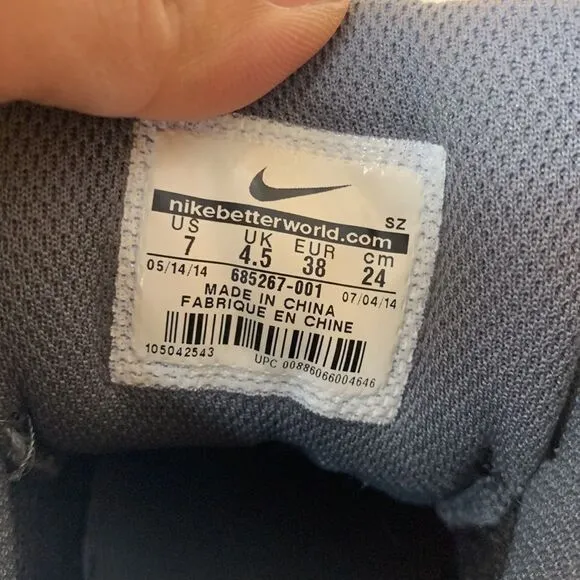 SZ
nikebetterworld.com
US UK EUR cm
7 4.5 38 24
05/14/14 685267-001 07/04/14
MADE IN CHINA
FABRIQUE EN CHINE
105042543 UPC 00886066004646